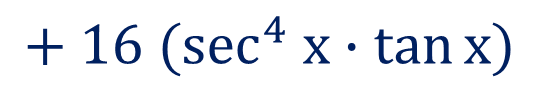 + 16 (sec⁴ x · tan x)